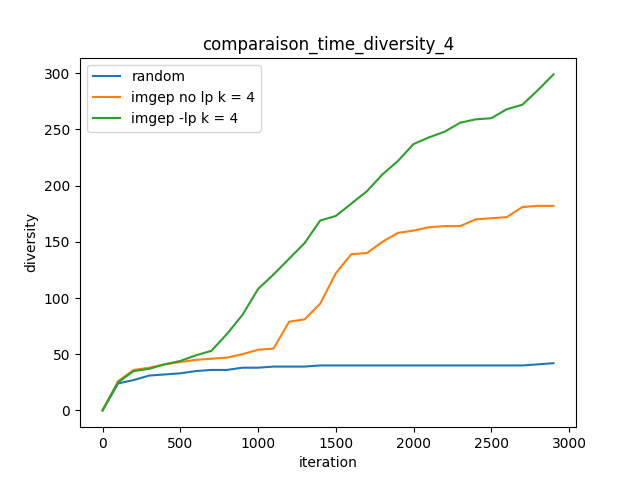 comparaison_time_diversity_4
random
imgep no lp k = 4
imgep -lp k = 4
300
250
200
150
100
50
0
diversity
0 500 1000 1500 2000 2500 3000
iteration